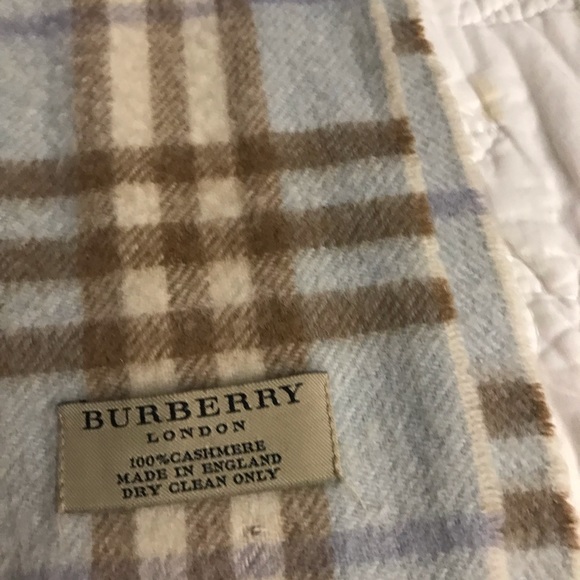 BURBERRY
LONDON
100%CASHMERE
MADE IN ENGLAND
DRY CLEAN ONLY